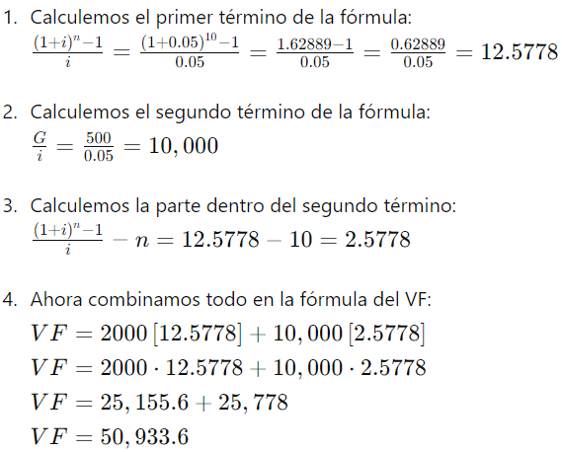 1. Calculemos el primer término de la fórmula:
\frac{(1+i)^n-1}{i} = \frac{(1+0.05)^{10}-1}{0.05} = \frac{1.62889-1}{0.05} = \frac{0.62889}{0.05} = 12.5778
2. Calculemos el segundo término de la fórmula:
\frac{G}{i} = \frac{500}{0.05} = 10,000
3. Calculemos la parte dentro del segundo término:
\frac{(1+i)^n-1}{i} - n = 12.5778 - 10 = 2.5778
4. Ahora combinamos todo en la fórmula del VF:
VF = 2000 [12.5778] + 10,000 [2.5778]
VF = 2000 · 12.5778 + 10,000 · 2.5778
VF = 25,155.6 + 25,778
VF = 50,933.6